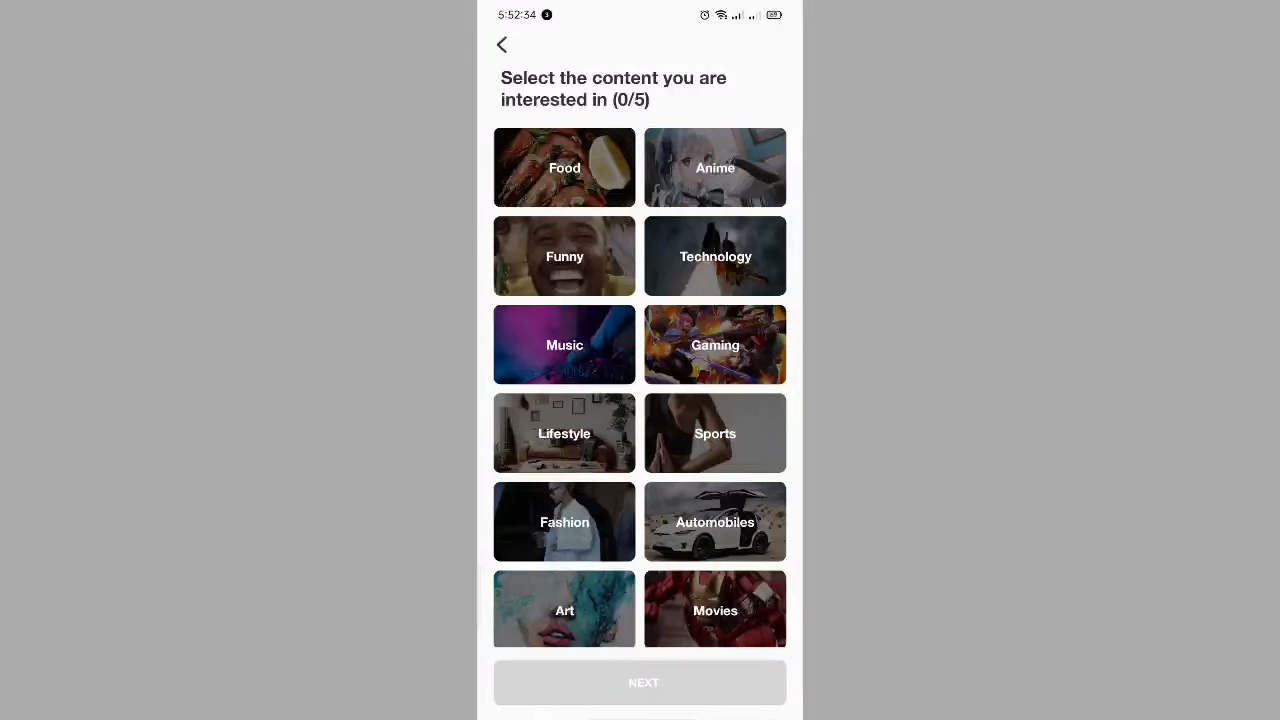 5:52:34 3
Select the content you are
interested in (0/5)
Food
Anime
Funny
Technology
Music
Gaming
Lifestyle
Sports
Fashion
Automobiles
Art
Movies
NEXT